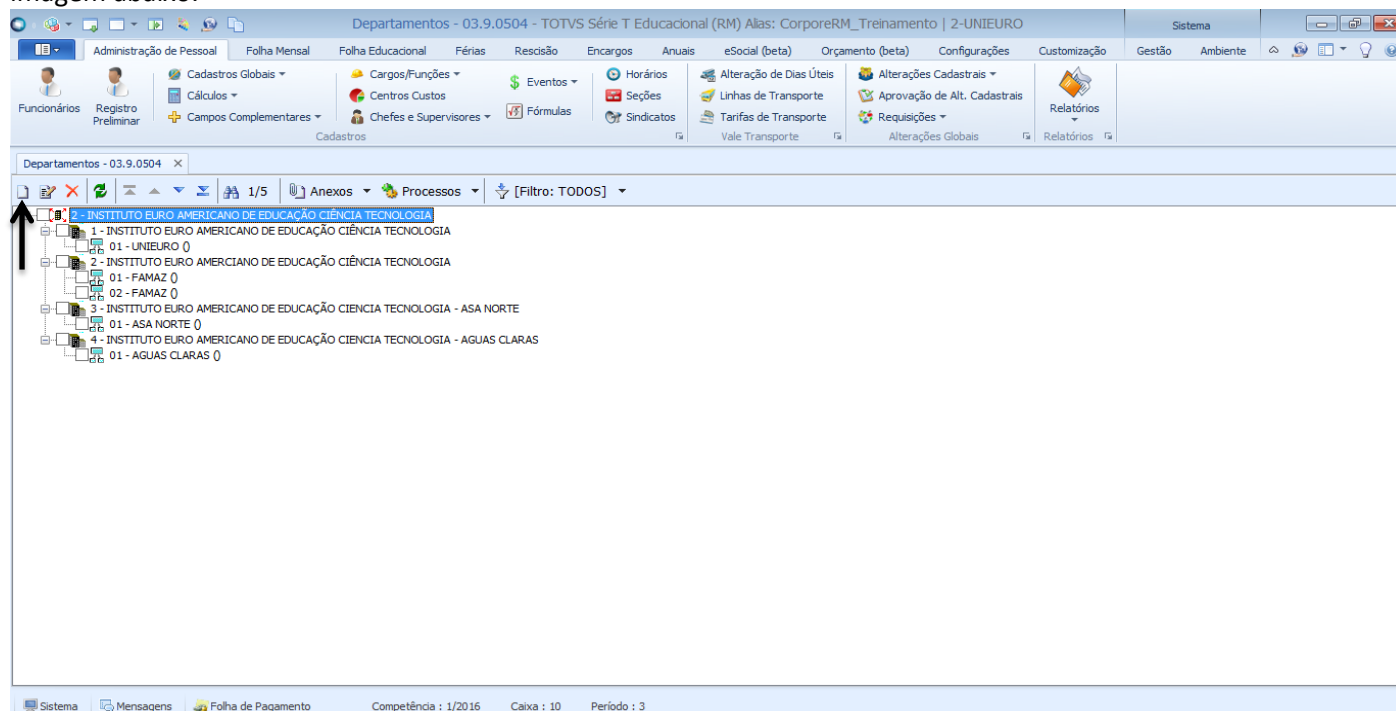 imagem abaixo:
Departamentos - 03.9.0504 - TOTVS Série T Educacional (RM) Alias: CorporeRM_Treinamento | 2-UNIEURO
Sistema
Administração de Pessoal Folha Mensal Folha Educacional Férias Rescisão Encargos Anuais eSocial (beta) Orçamento (beta) Configurações Customização Gestão Ambiente
Cadastros Globais Cargos/Funções Eventos Horários Alteração de Dias Úteis Alterações Cadastrais
Cálculos Centros Custos Seções Linhas de Transporte Aprovação de Alt. Cadastrais
Funcionários Registro Preliminar Campos Complementares Chefes e Supervisores Fórmulas Sindicatos Tarifas de Transporte Requisições Relatórios
Cadastros Vale Transporte Alterações Globais Relatórios
Departamentos - 03.9.0504
1/5 Anexos Processos [Filtro: TODOS]
2 - INSTITUTO EURO AMERICANO DE EDUCAÇÃO CIÊNCIA TECNOLOGIA
1 - INSTITUTO EURO AMERICANO DE EDUCAÇÃO CIÊNCIA TECNOLOGIA
01 - UNIEURO ()
2 - INSTITUTO EURO AMERCIANO DE EDUCAÇÃO CIÊNCIA TECNOLOGIA
01 - FAMAZ ()
02 - FAMAZ ()
3 - INSTITUTO EURO AMERICANO DE EDUCAÇÃO CIENCIA TECNOLOGIA - ASA NORTE
01 - ASA NORTE ()
4 - INSTITUTO EURO AMERICANO DE EDUCAÇÃO CIENCIA TECNOLOGIA - AGUAS CLARAS
01 - AGUAS CLARAS ()
Sistema Mensagens Folha de Pagamento Competência : 1/2016 Caixa : 10 Período : 3